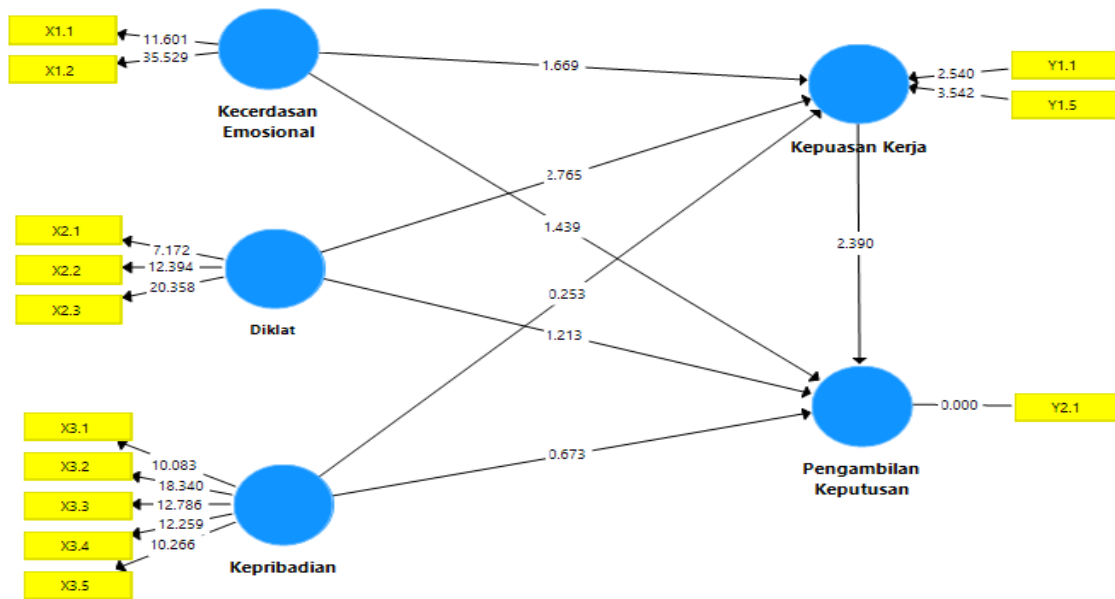 X1.1
X1.2
11.601
35.529
Kecerdasan
Emosional
1.669
2.540
3.542
Y1.1
Y1.5
Kepuasan Kerja
X2.1
X2.2
X2.3
7.172
12.394
20.358
Diklat
2.765
1.439
0.253
1.213
2.390
X3.1
X3.2
X3.3
X3.4
X3.5
10.083
18.340
12.786
12.259
10.266
Kepribadian
0.673
0.000
Y2.1
Pengambilan
Keputusan